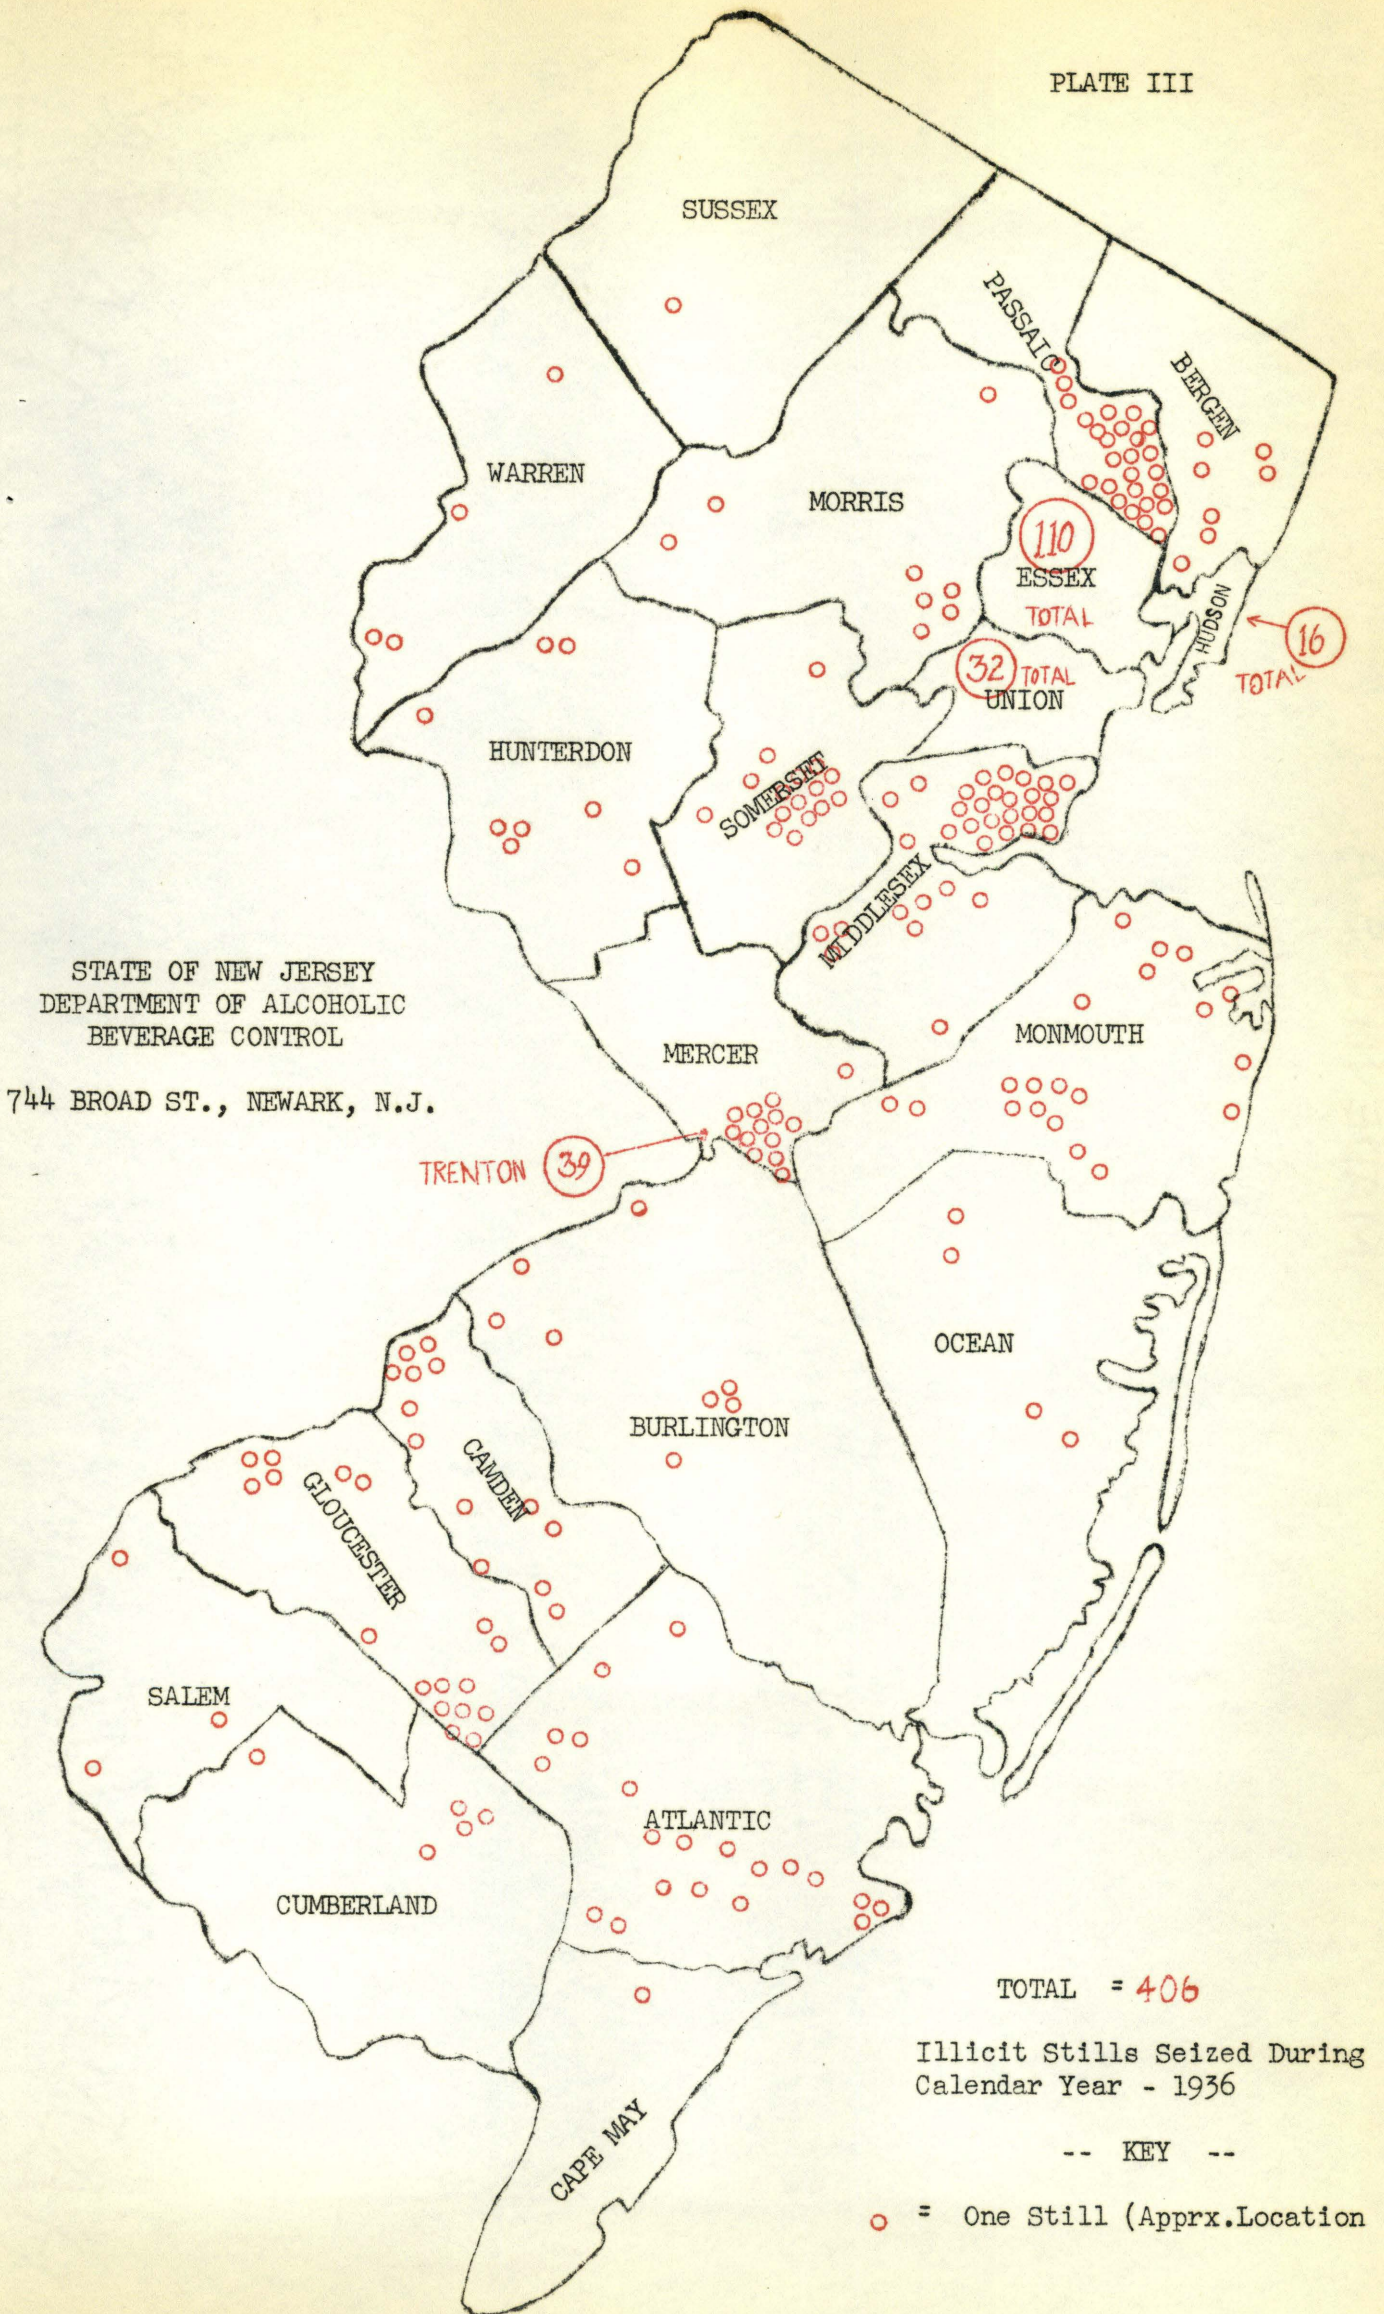 PLATE III
SUSSEX
PASSAIC
BERGEN
WARREN
MORRIS
110
ESSEX
TOTAL
HUDSON
16
TOTAL
32 TOTAL
UNION
HUNTERDON
SOMERSET
MIDDLESEX
STATE OF NEW JERSEY
DEPARTMENT OF ALCOHOLIC
BEVERAGE CONTROL
744 BROAD ST., NEWARK, N.J.
MERCER
MONMOUTH
TRENTON 39
OCEAN
BURLINGTON
CAMDEN
GLOUCESTER
SALEM
ATLANTIC
CUMBERLAND
TOTAL = 406
Illicit Stills Seized During
Calendar Year - 1936
-- KEY --
= One Still (Apprx.Location
CAPE MAY